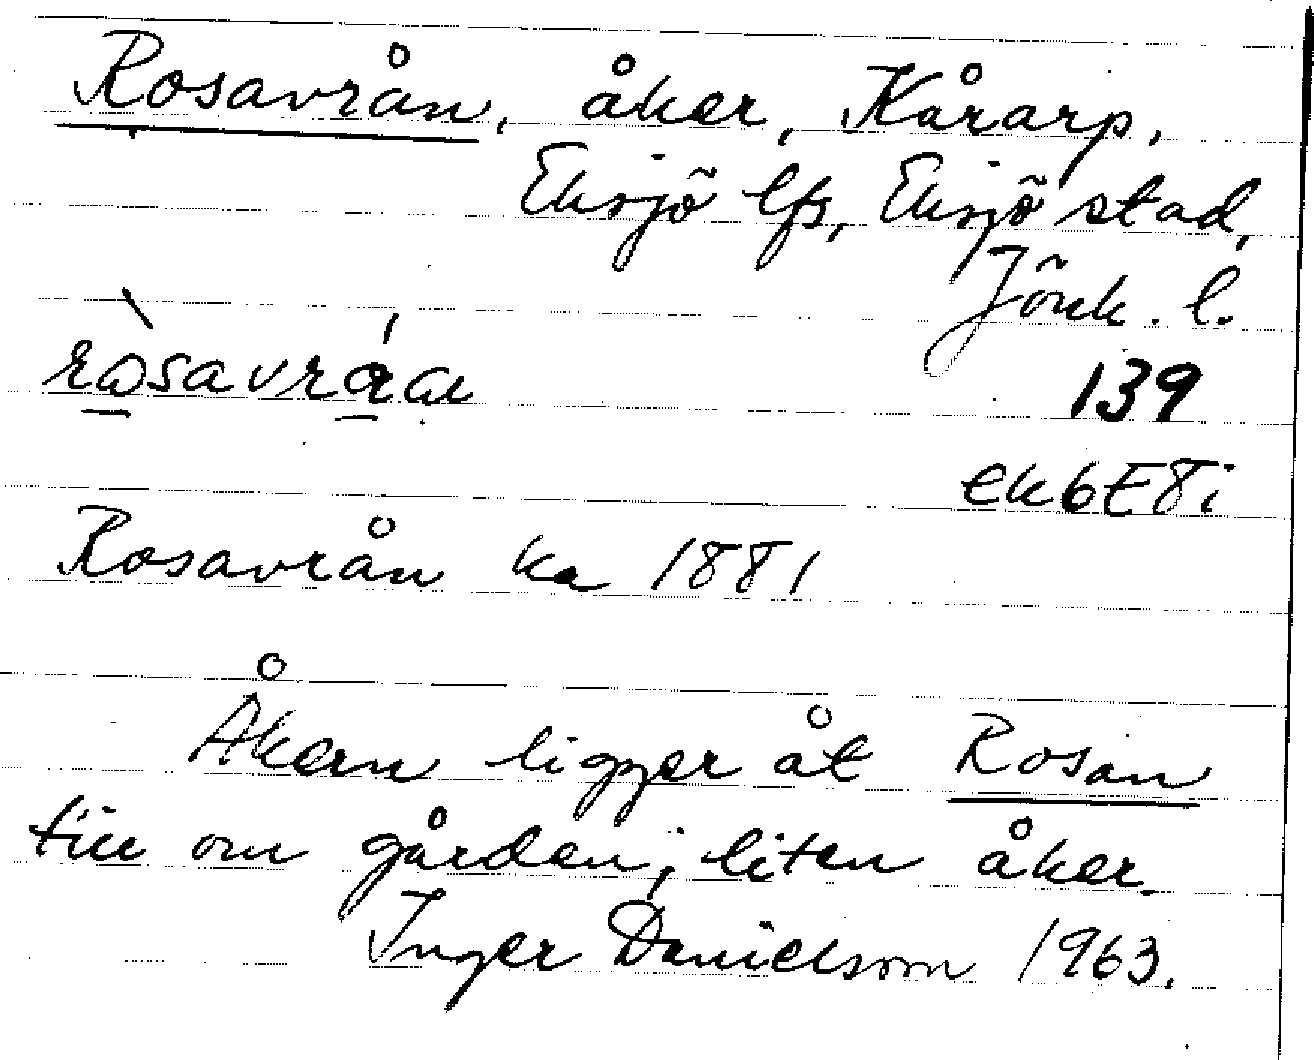 Rosavrån, åker, Kårarp,
Eksjö lfs, Eksjö stad,
Jönk. l.
139
ek6E8i
Rosavrån ka 1881
Åkern ligger åt Rosan
till om gården; liten åker.
Inger Danielsson 1963.